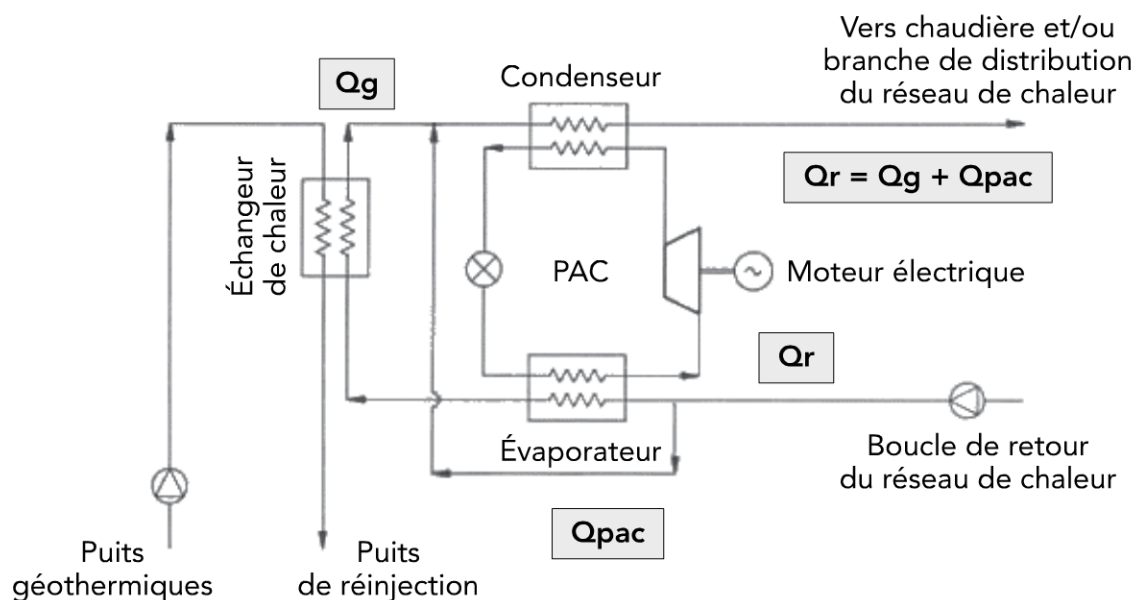 Vers chaudière et/ou
branche de distribution
du réseau de chaleur
Qg
Condenseur
Qr = Qg + Qpac
Échangeur
de chaleur
PAC
~
Moteur électrique
Qr
Évaporateur
Boucle de retour
du réseau de chaleur
Qpac
Puits
géothermiques
Puits
de réinjection